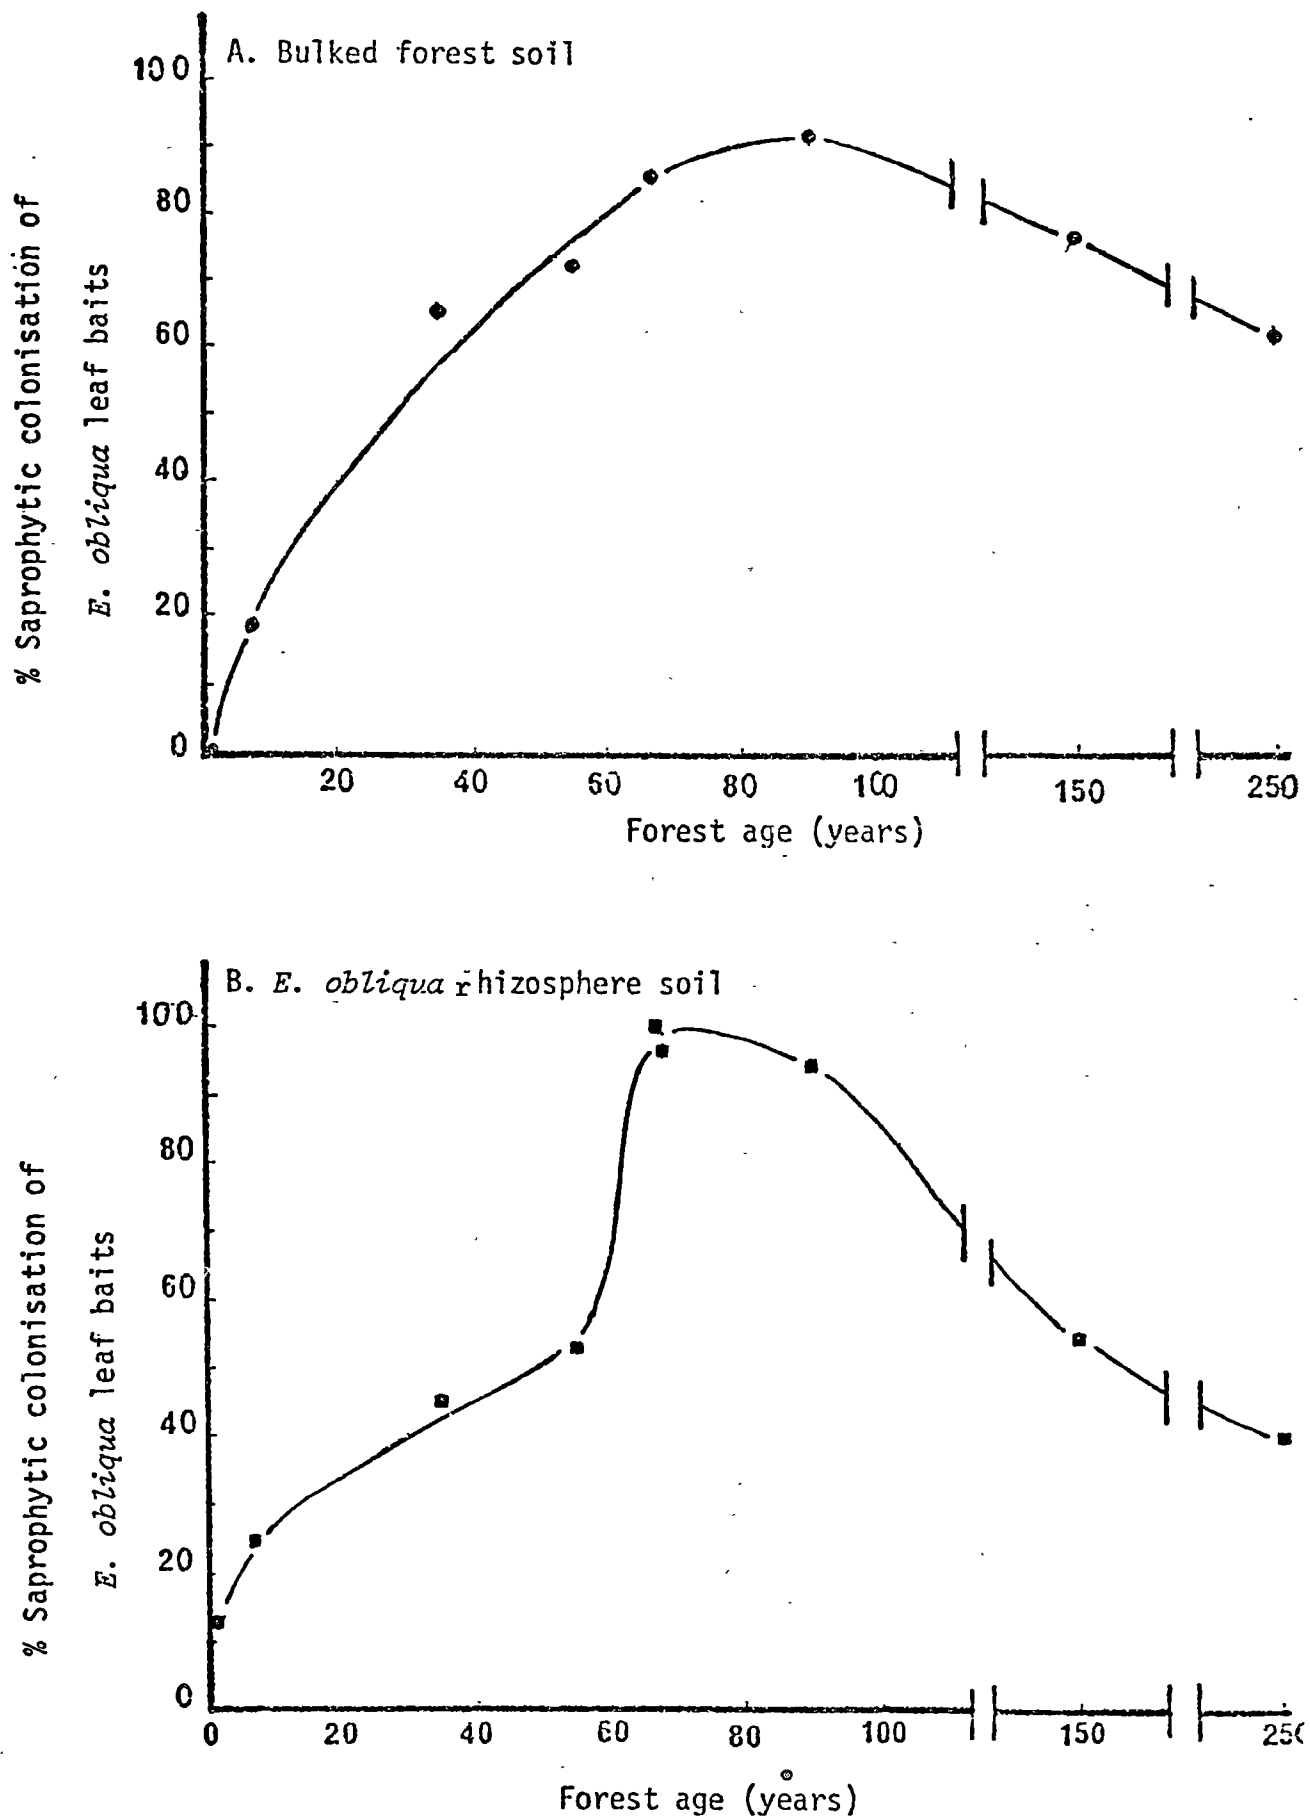 A. Bulked forest soil
% Saprophytic colonisation of
E. obliqua leaf baits
100
80
60
40
20
0
20 40 60 80 100 150 250
Forest age (years)
B. E. obliqua rhizosphere soil
% Saprophytic colonisation of
E. obliqua leaf baits
100
80
60
40
20
0
0 20 40 60 80 100 150 250
Forest age (years)